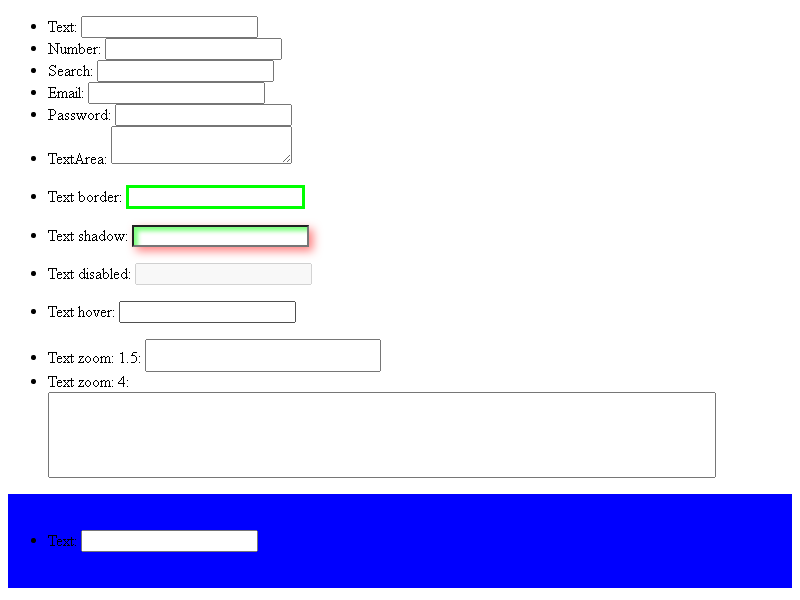 Text:
Number:
Search:
Email:
Password:
TextArea:
Text border:
Text shadow:
Text disabled:
Text hover:
Text zoom: 1.5:
Text zoom: 4:
Text: